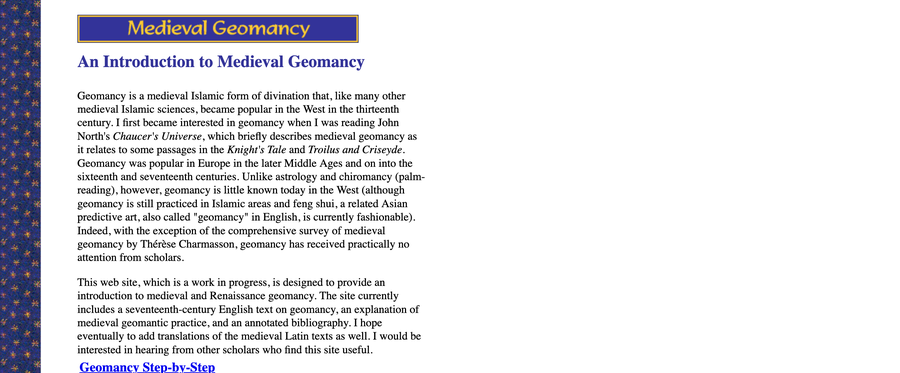 Medieval Geomancy
An Introduction to Medieval Geomancy
Geomancy is a medieval Islamic form of divination that, like many other
medieval Islamic sciences, became popular in the West in the thirteenth
century. I first became interested in geomancy when I was reading John
North's Chaucer's Universe, which briefly describes medieval geomancy as
it relates to some passages in the Knight's Tale and Troilus and Criseyde.
Geomancy was popular in Europe in the later Middle Ages and on into the
sixteenth and seventeenth centuries. Unlike astrology and chiromancy (palm-
reading), however, geomancy is little known today in the West (although
geomancy is still practiced in Islamic areas and feng shui, a related Asian
predictive art, also called "geomancy" in English, is currently fashionable).
Indeed, with the exception of the comprehensive survey of medieval
geomancy by Thérèse Charmasson, geomancy has received practically no
attention from scholars.
This web site, which is a work in progress, is designed to provide an
introduction to medieval and Renaissance geomancy. The site currently
includes a seventeenth-century English text on geomancy, an explanation of
medieval geomantic practice, and an annotated bibliography. I hope
eventually to add translations of the medieval Latin texts as well. I would be
interested in hearing from other scholars who find this site useful.
Geomancy Step-by-Step